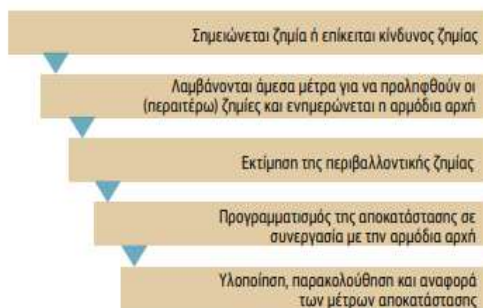 Σημειώνεται ζημία ή επίκειται κίνδυνος ζημίας
Λαμβάνονται άμεσα μέτρα για να προληφθούν οι
(περαιτέρω) ζημίες και ενημερώνεται η αρμόδια αρχή
Εκτίμηση της περιβαλλοντικής ζημίας
Προγραμματισμός της αποκατάστασης σε
συνεργασία με την αρμόδια αρχή
Υλοποίηση, παρακολούθηση και αναφορά
των μέτρων αποκατάστασης